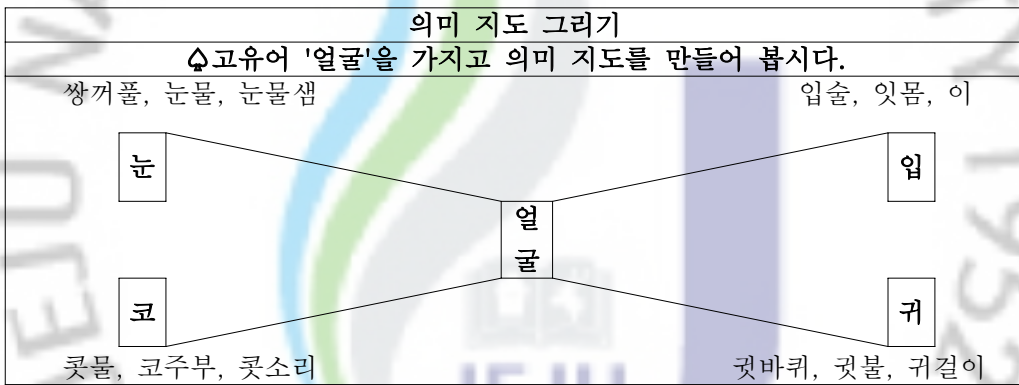 의미 지도 그리기
♤고유어 '얼굴'을 가지고 의미 지도를 만들어 봅시다.
쌍꺼풀, 눈물, 눈물샘
입술, 잇몸, 이
눈
입
얼
굴
코
귀
콧물, 코주부, 콧소리
귓바퀴, 귓불, 귀걸이